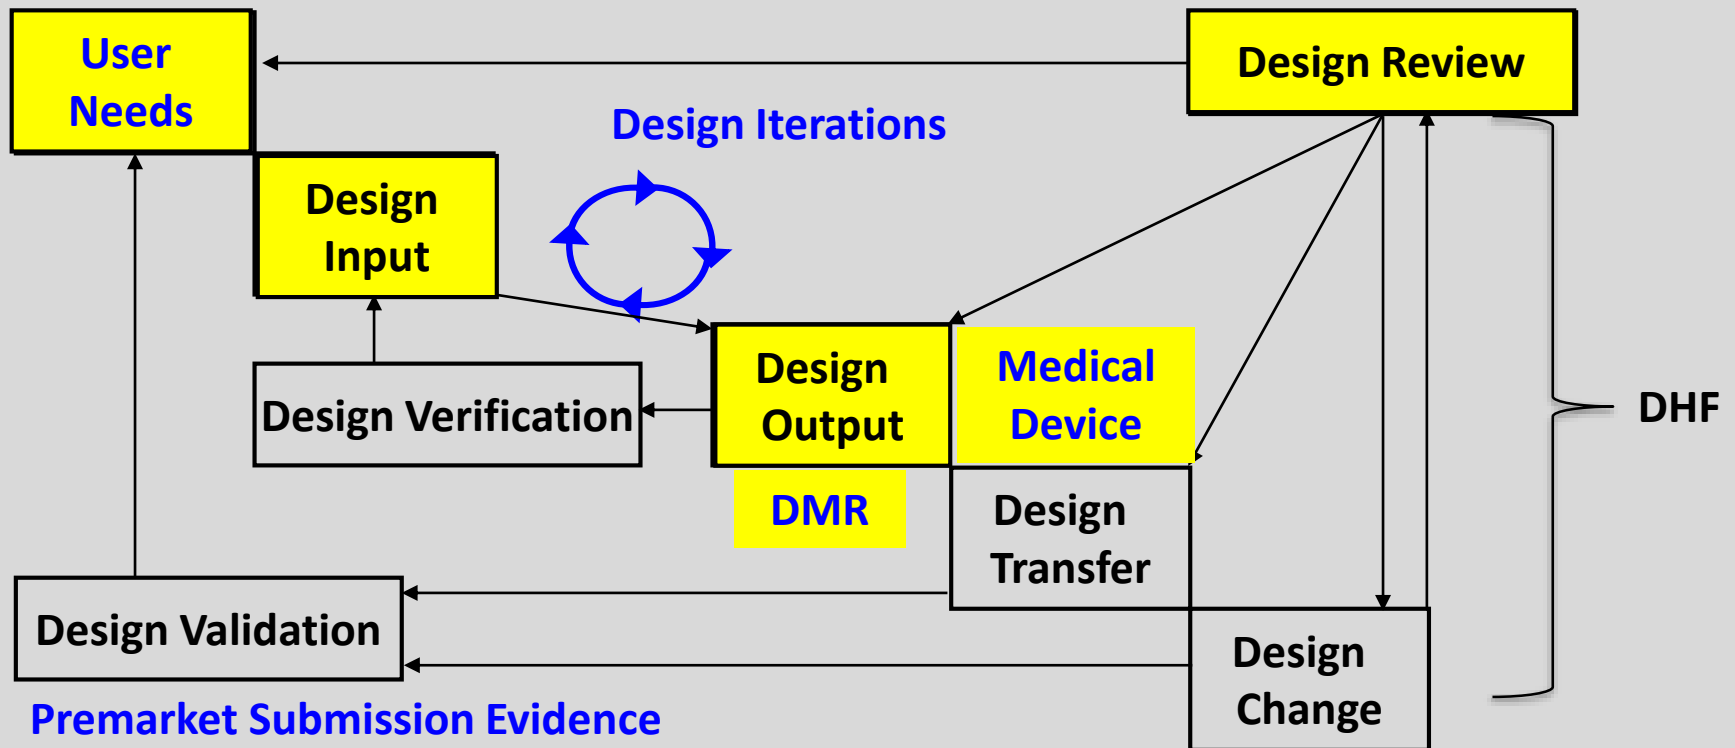 User
Needs
Design Review
Design Iterations
Design
Input
Design
Output
Medical
Device
Design Verification
DHF
DMR
Design
Transfer
Design Validation
Design
Change
Premarket Submission Evidence